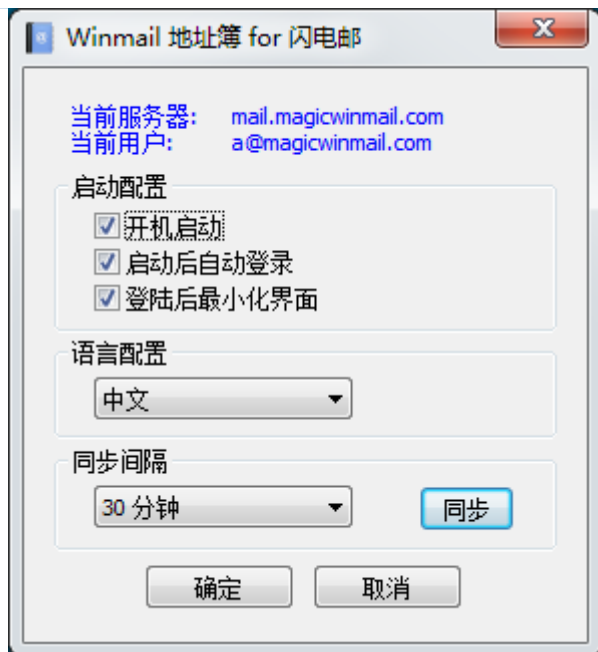 Winmail 地址簿 for 闪电邮
当前服务器: mail.magicwinmail.com
当前用户: a@magicwinmail.com
启动配置
开机启动
启动后自动登录
登陆后最小化界面
语言配置
中文
同步间隔
30 分钟 同步
确定 取消